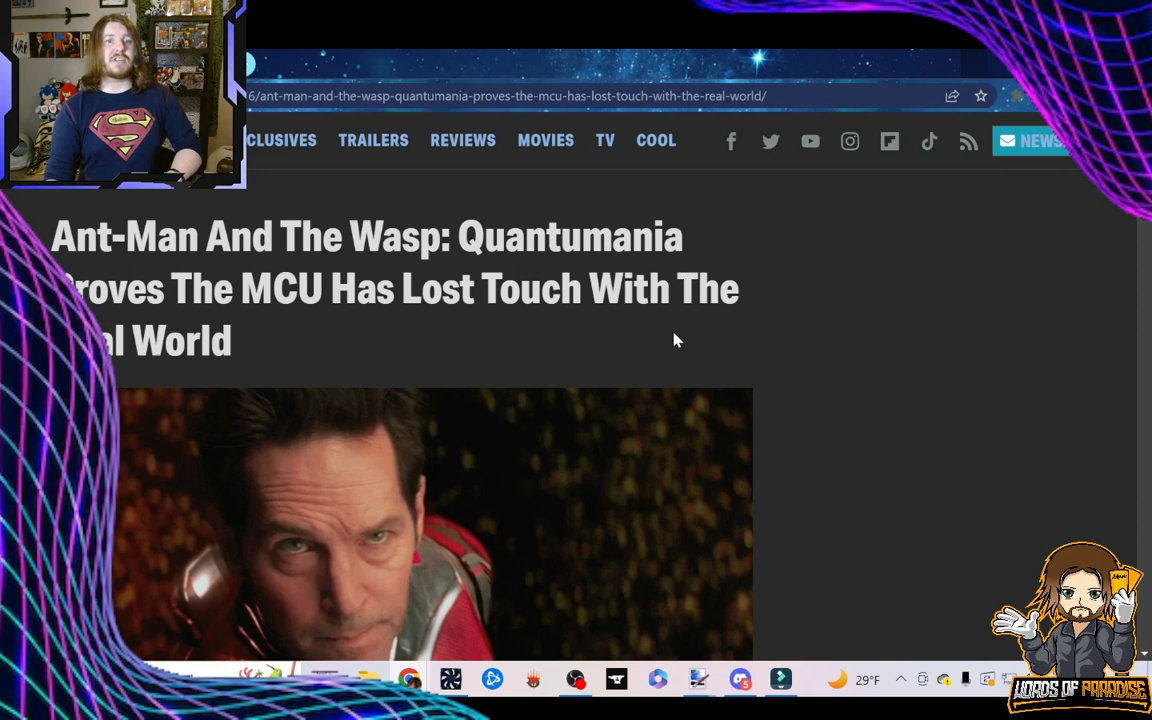 6/ant-man-and-the-wasp-quantumania-proves-the-mcu-has-lost-touch-with-the-real-world/
CLUSIVES TRAILERS REVIEWS MOVIES TV COOL NEWS
Ant-Man And The Wasp: Quantumania
roves The MCU Has Lost Touch With The
al World
5
29°F
WORDS OF PARADISE